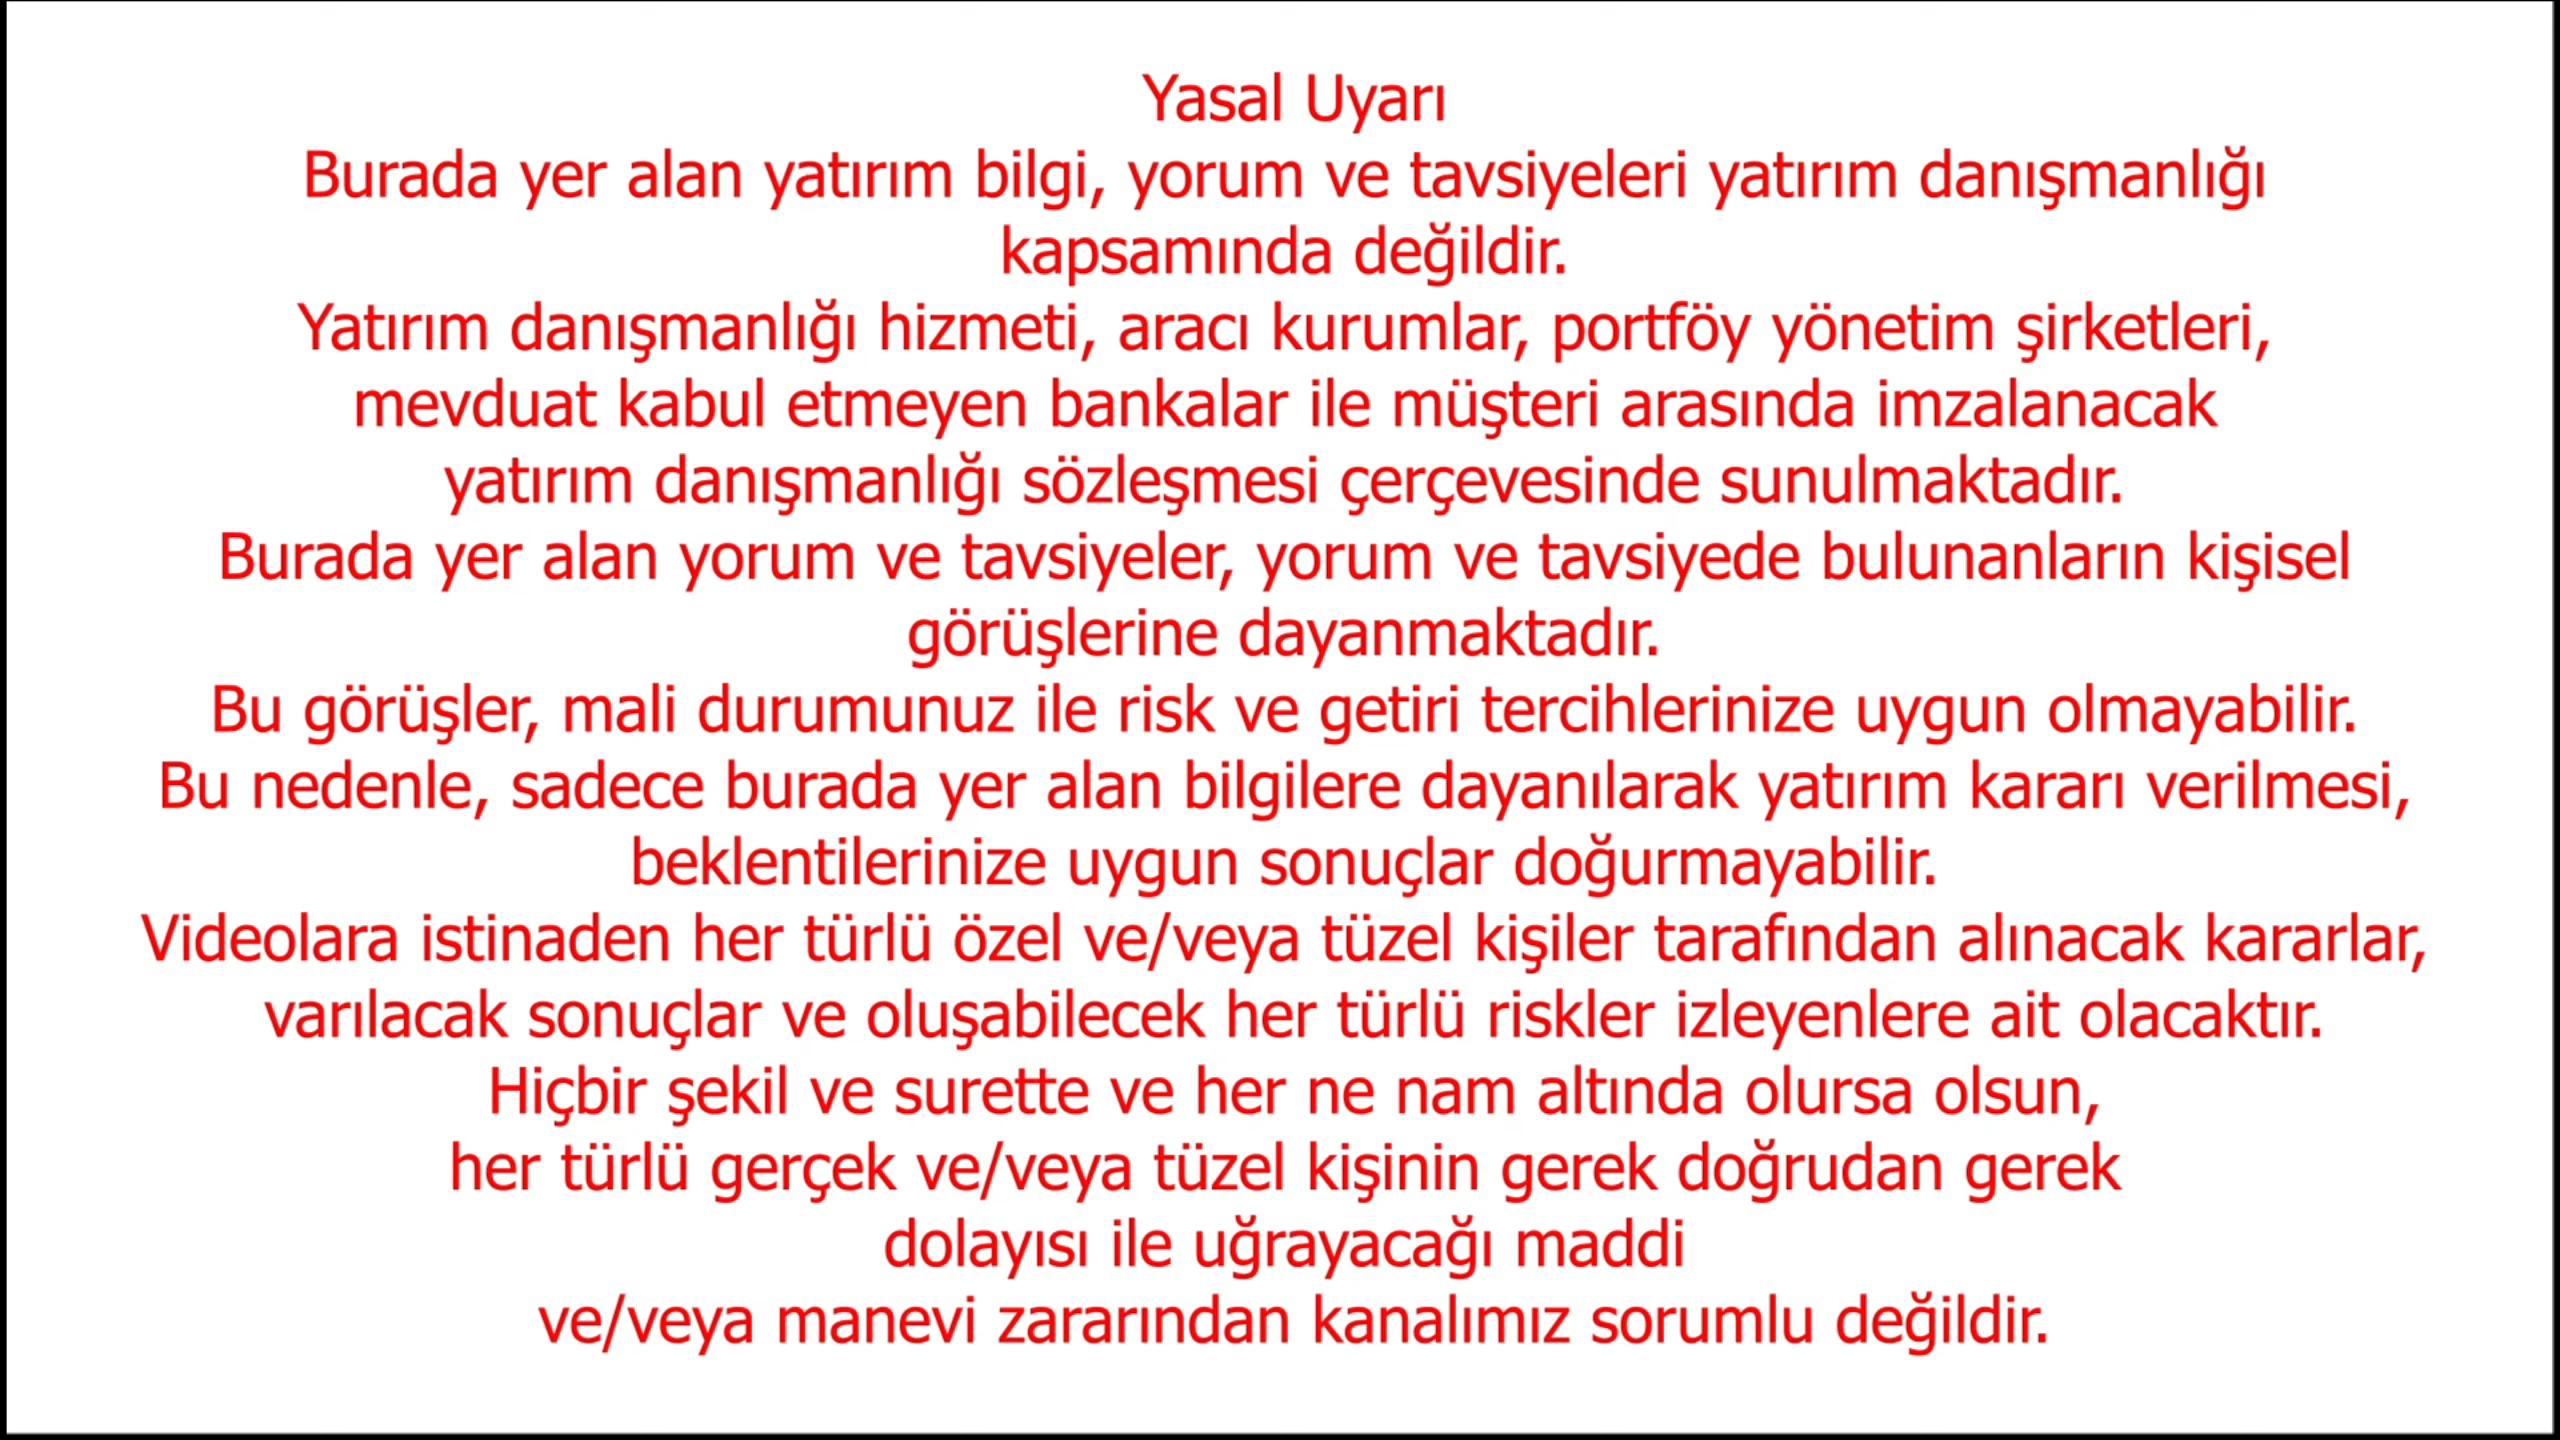 Yasal Uyarı
Burada yer alan yatırım bilgi, yorum ve tavsiyeleri yatırım danışmanlığı
kapsamında değildir.
Yatırım danışmanlığı hizmeti, aracı kurumlar, portföy yönetim şirketleri,
mevduat kabul etmeyen bankalar ile müşteri arasında imzalanacak
yatırım danışmanlığı sözleşmesi çerçevesinde sunulmaktadır.
Burada yer alan yorum ve tavsiyeler, yorum ve tavsiyede bulunanların kişisel
görüşlerine dayanmaktadır.
Bu görüşler, mali durumunuz ile risk ve getiri tercihlerinize uygun olmayabilir.
Bu nedenle, sadece burada yer alan bilgilere dayanılarak yatırım kararı verilmesi,
beklentilerinize uygun sonuçlar doğurmayabilir.
Videolara istinaden her türlü özel ve/veya tüzel kişiler tarafından alınacak kararlar,
varılacak sonuçlar ve oluşabilecek her türlü riskler izleyenlere ait olacaktır.
Hiçbir şekil ve surette ve her ne nam altında olursa olsun,
her türlü gerçek ve/veya tüzel kişinin gerek doğrudan gerek
dolayısı ile uğrayacağı maddi
ve/veya manevi zararından kanalımız sorumlu değildir.